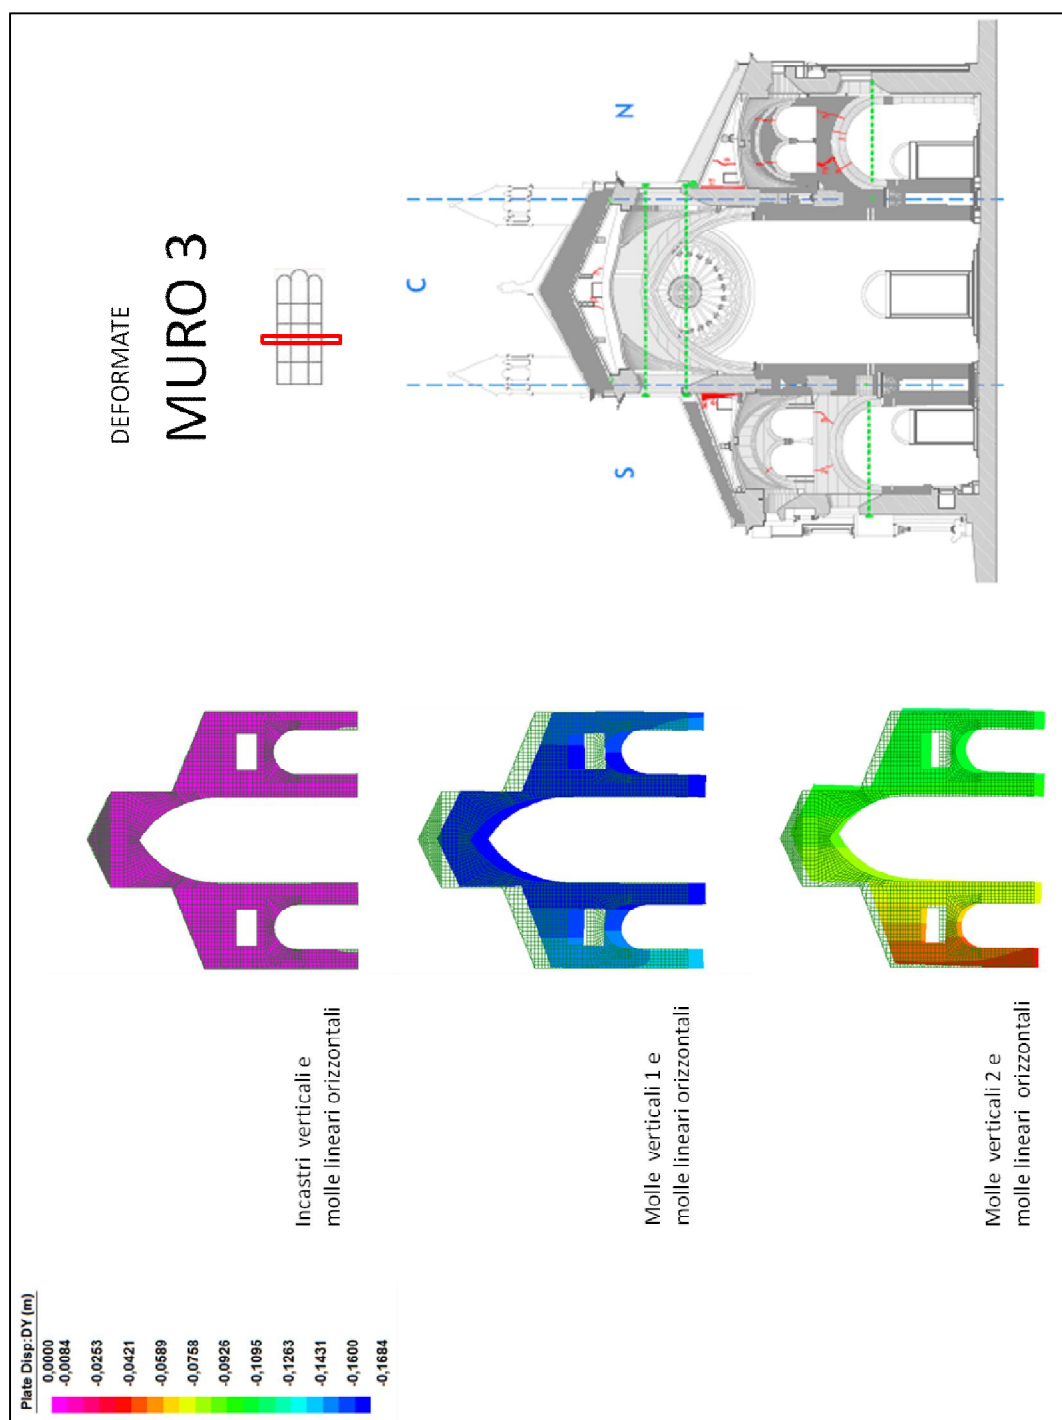 DEFORMATE
MURO 3
N
C
S
Incastri verticali e
molle lineari orizzontali
Molle verticali 1 e
molle lineari orizzontali
Molle verticali 2 e
molle lineari orizzontali
Plate Disp:DY (m)
0,0000
-0,0084
-0,0253
-0,0421
-0,0589
-0,0758
-0,0926
-0,1095
-0,1263
-0,1431
-0,1600
-0,1684